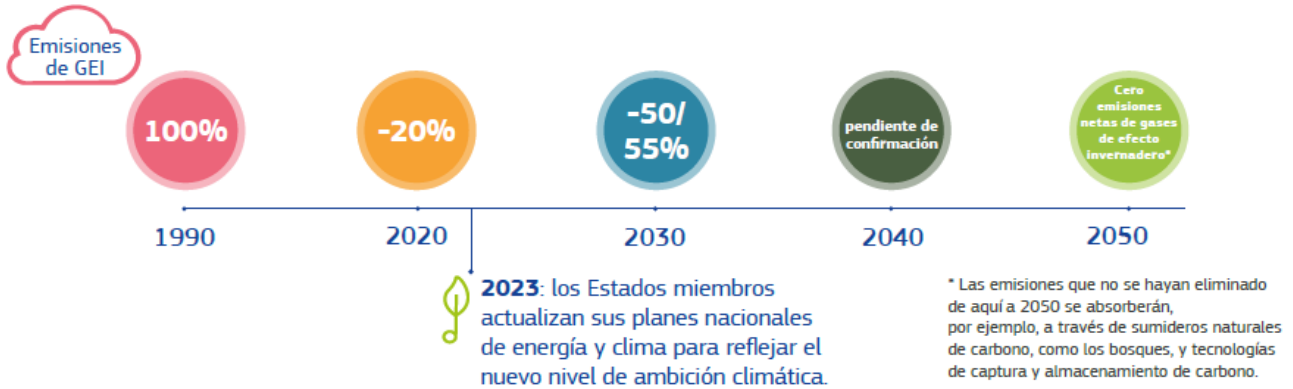 Emisiones
de GEI
100%
-20%
-50/
55%
pendiente de
confirmación
Cero
emisiones
netas de gases
de efecto
invernadero*
1990
2020
2030
2040
2050
2023: los Estados miembros
actualizan sus planes nacionales
de energía y clima para reflejar el
nuevo nivel de ambición climática.
* Las emisiones que no se hayan eliminado
de aquí a 2050 se absorberán,
por ejemplo, a través de sumideros naturales
de carbono, como los bosques, y tecnologías
de captura y almacenamiento de carbono.